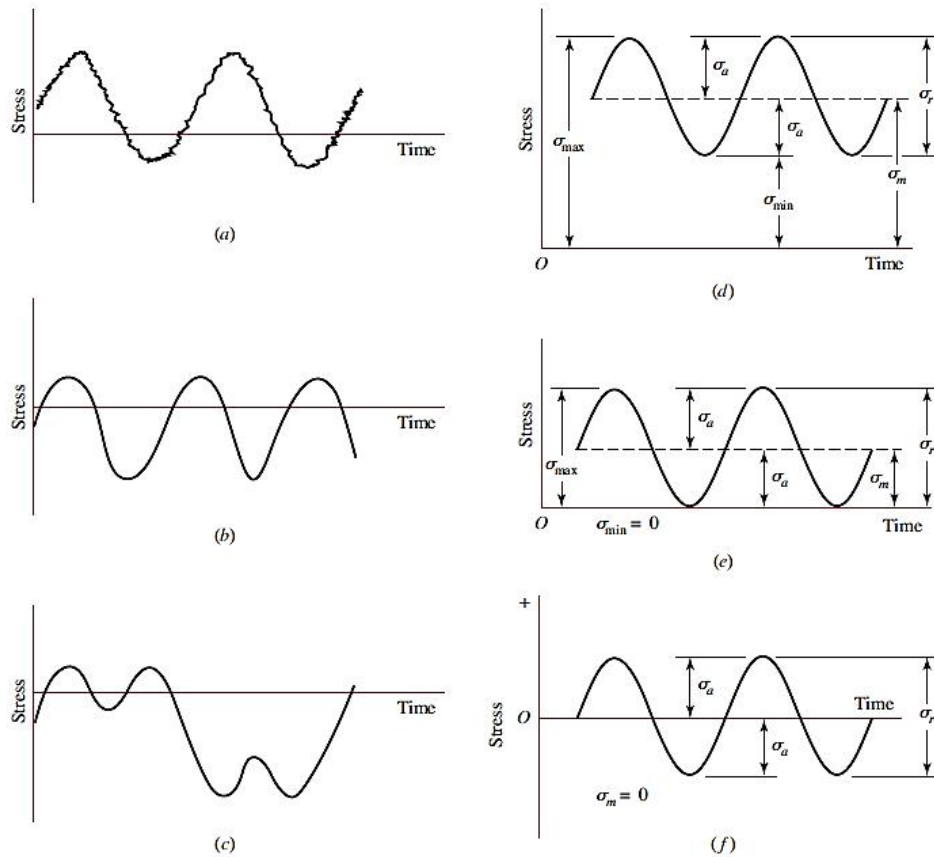 Stress
Time
(a)
Stress
Time
(b)
Stress
Time
(c)
Stress
σmax
σa
σa
σmin
σm
σr
O
Time
(d)
Stress
σmax
σa
σa
σm
σr
O
σmin = 0
Time
(e)
+
Stress
O
σa
σa
Time
σr
σm = 0
(f)